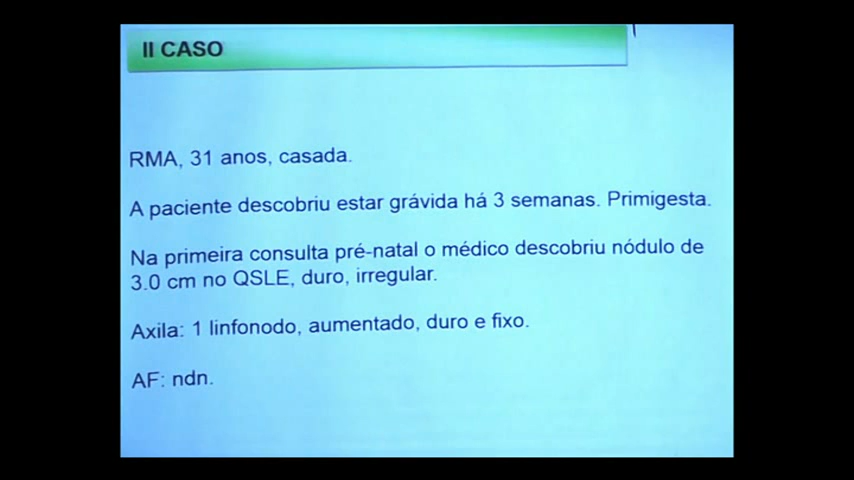 II CASO
RMA, 31 anos, casada.
A paciente descobriu estar grávida há 3 semanas. Primigesta.
Na primeira consulta pré-natal o médico descobriu nódulo de
3.0 cm no QSLE, duro, irregular.
Axila: 1 linfonodo, aumentado, duro e fixo.
AF: ndn.